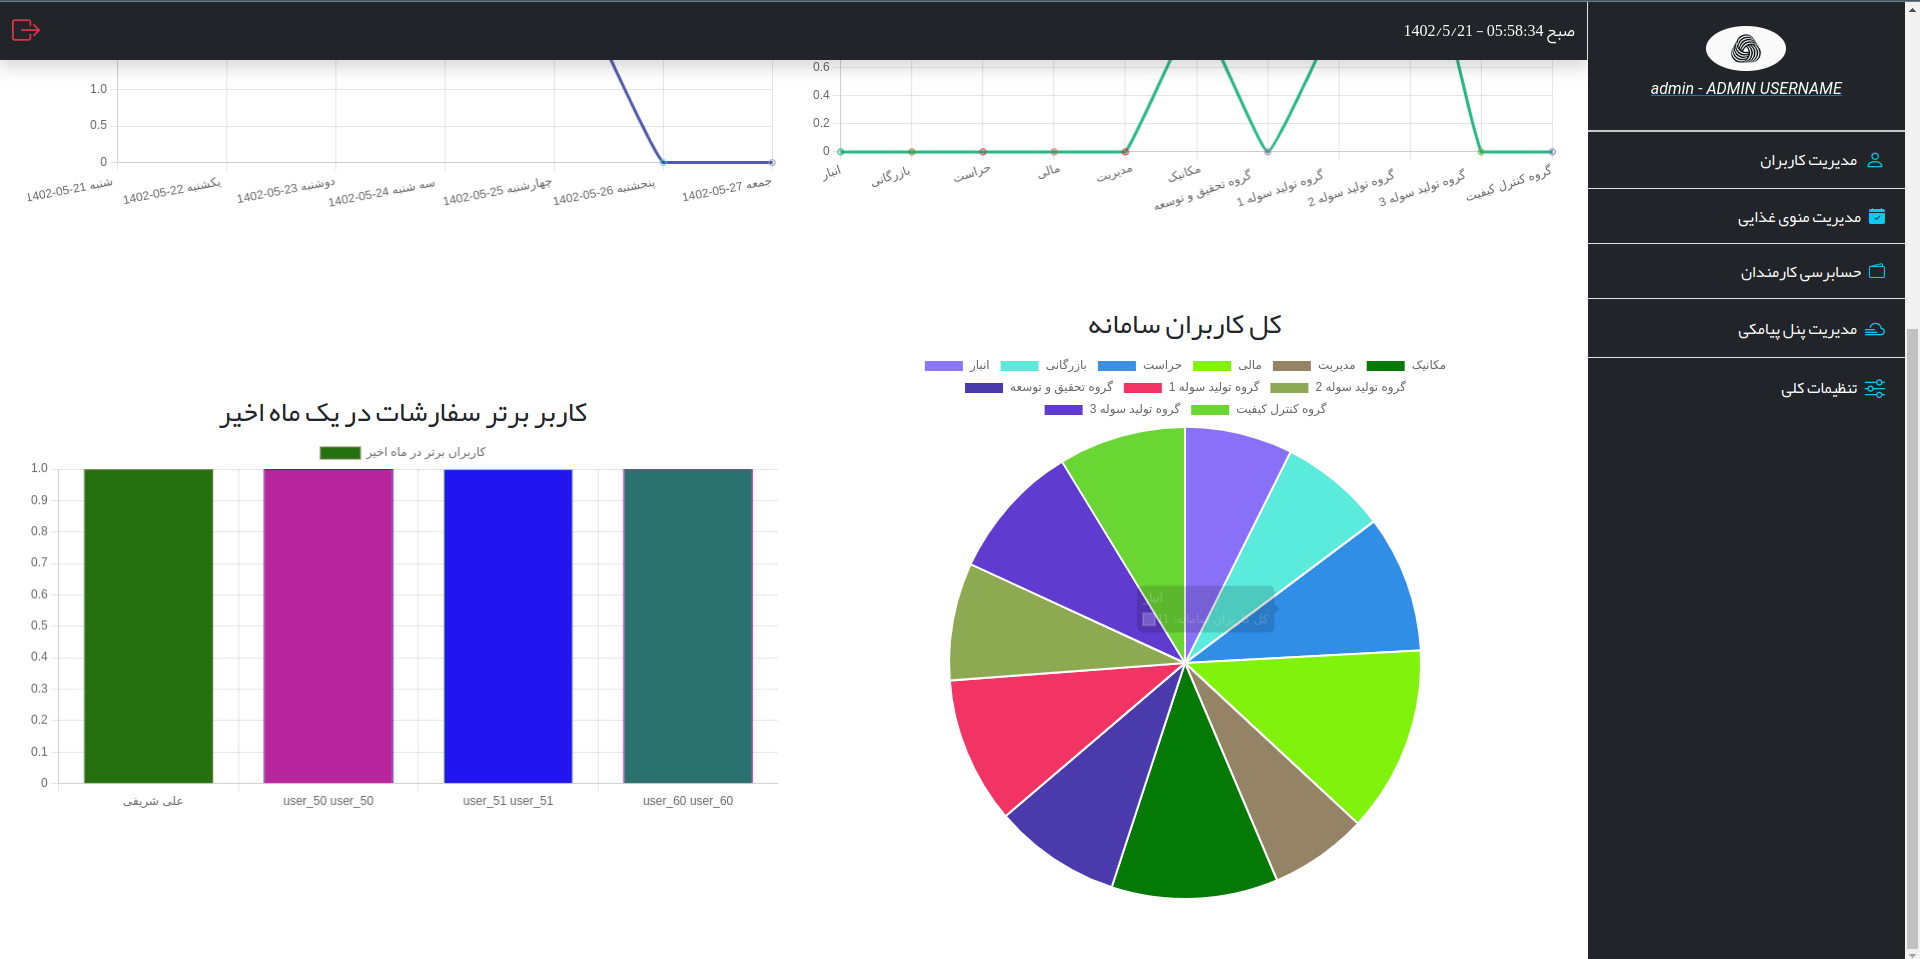 صبح 05:58:34 - 1402/5/21
admin - ADMIN USERNAME
مدیریت کاربران
مدیریت منوی غذایی
حسابرسی کارمندان
مدیریت پنل پیامکی
تنظیمات کلی
0.6
0.4
0.2
0
انبار
بازرگانی
حراست
مالی
مدیریت
مکانیک
گروه تحقیق و توسعه
گروه تولید سوله 1
گروه تولید سوله 2
گروه تولید سوله 3
گروه کنترل کیفیت
1.0
0.5
0
شنبه 1402-05-21
یکشنبه 1402-05-22
دوشنبه 1402-05-23
سه شنبه 1402-05-24
چهارشنبه 1402-05-25
پنجشنبه 1402-05-26
جمعه 1402-05-27
کل کاربران سامانه
انبار
بازرگانی
حراست
مالی
مدیریت
مکانیک
گروه تحقیق و توسعه
گروه تولید سوله 1
گروه تولید سوله 2
گروه تولید سوله 3
گروه کنترل کیفیت
انبار
کل کاربران سامانه: 11
کاربر برتر سفارشات در یک ماه اخیر
کاربران برتر در ماه اخیر
1.0
0.9
0.8
0.7
0.6
0.5
0.4
0.3
0.2
0.1
0
علی شریفی
user_50 user_50
user_51 user_51
user_60 user_60